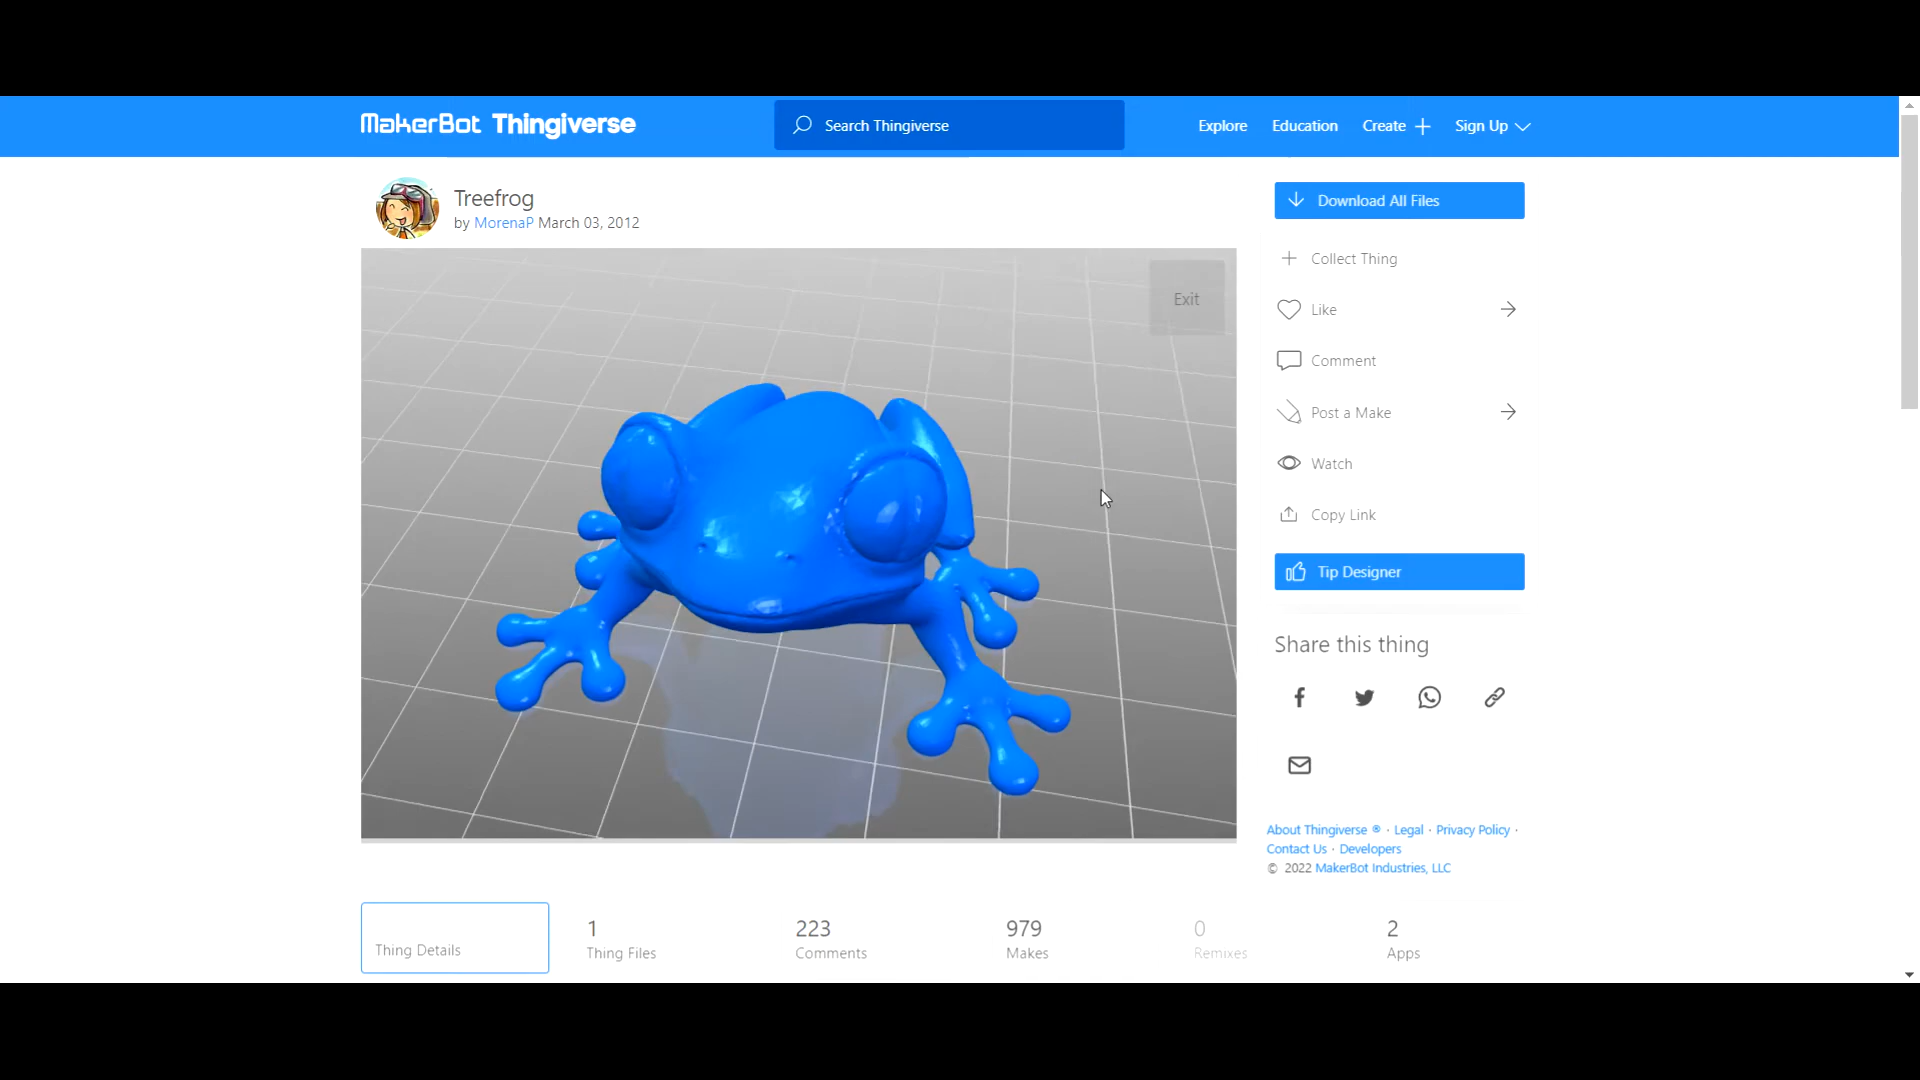 MakerBot Thingiverse
Search Thingiverse
Explore
Education
Create
Sign Up
Treefrog
by MorenaP March 03, 2012
Exit
Download All Files
Collect Thing
Like
Comment
Post a Make
Watch
Copy Link
Tip Designer
Share this thing
About Thingiverse ® · Legal · Privacy Policy ·
Contact Us · Developers
© 2022 MakerBot Industries, LLC
Thing Details
1
Thing Files
223
Comments
979
Makes
0
Remixes
2
Apps